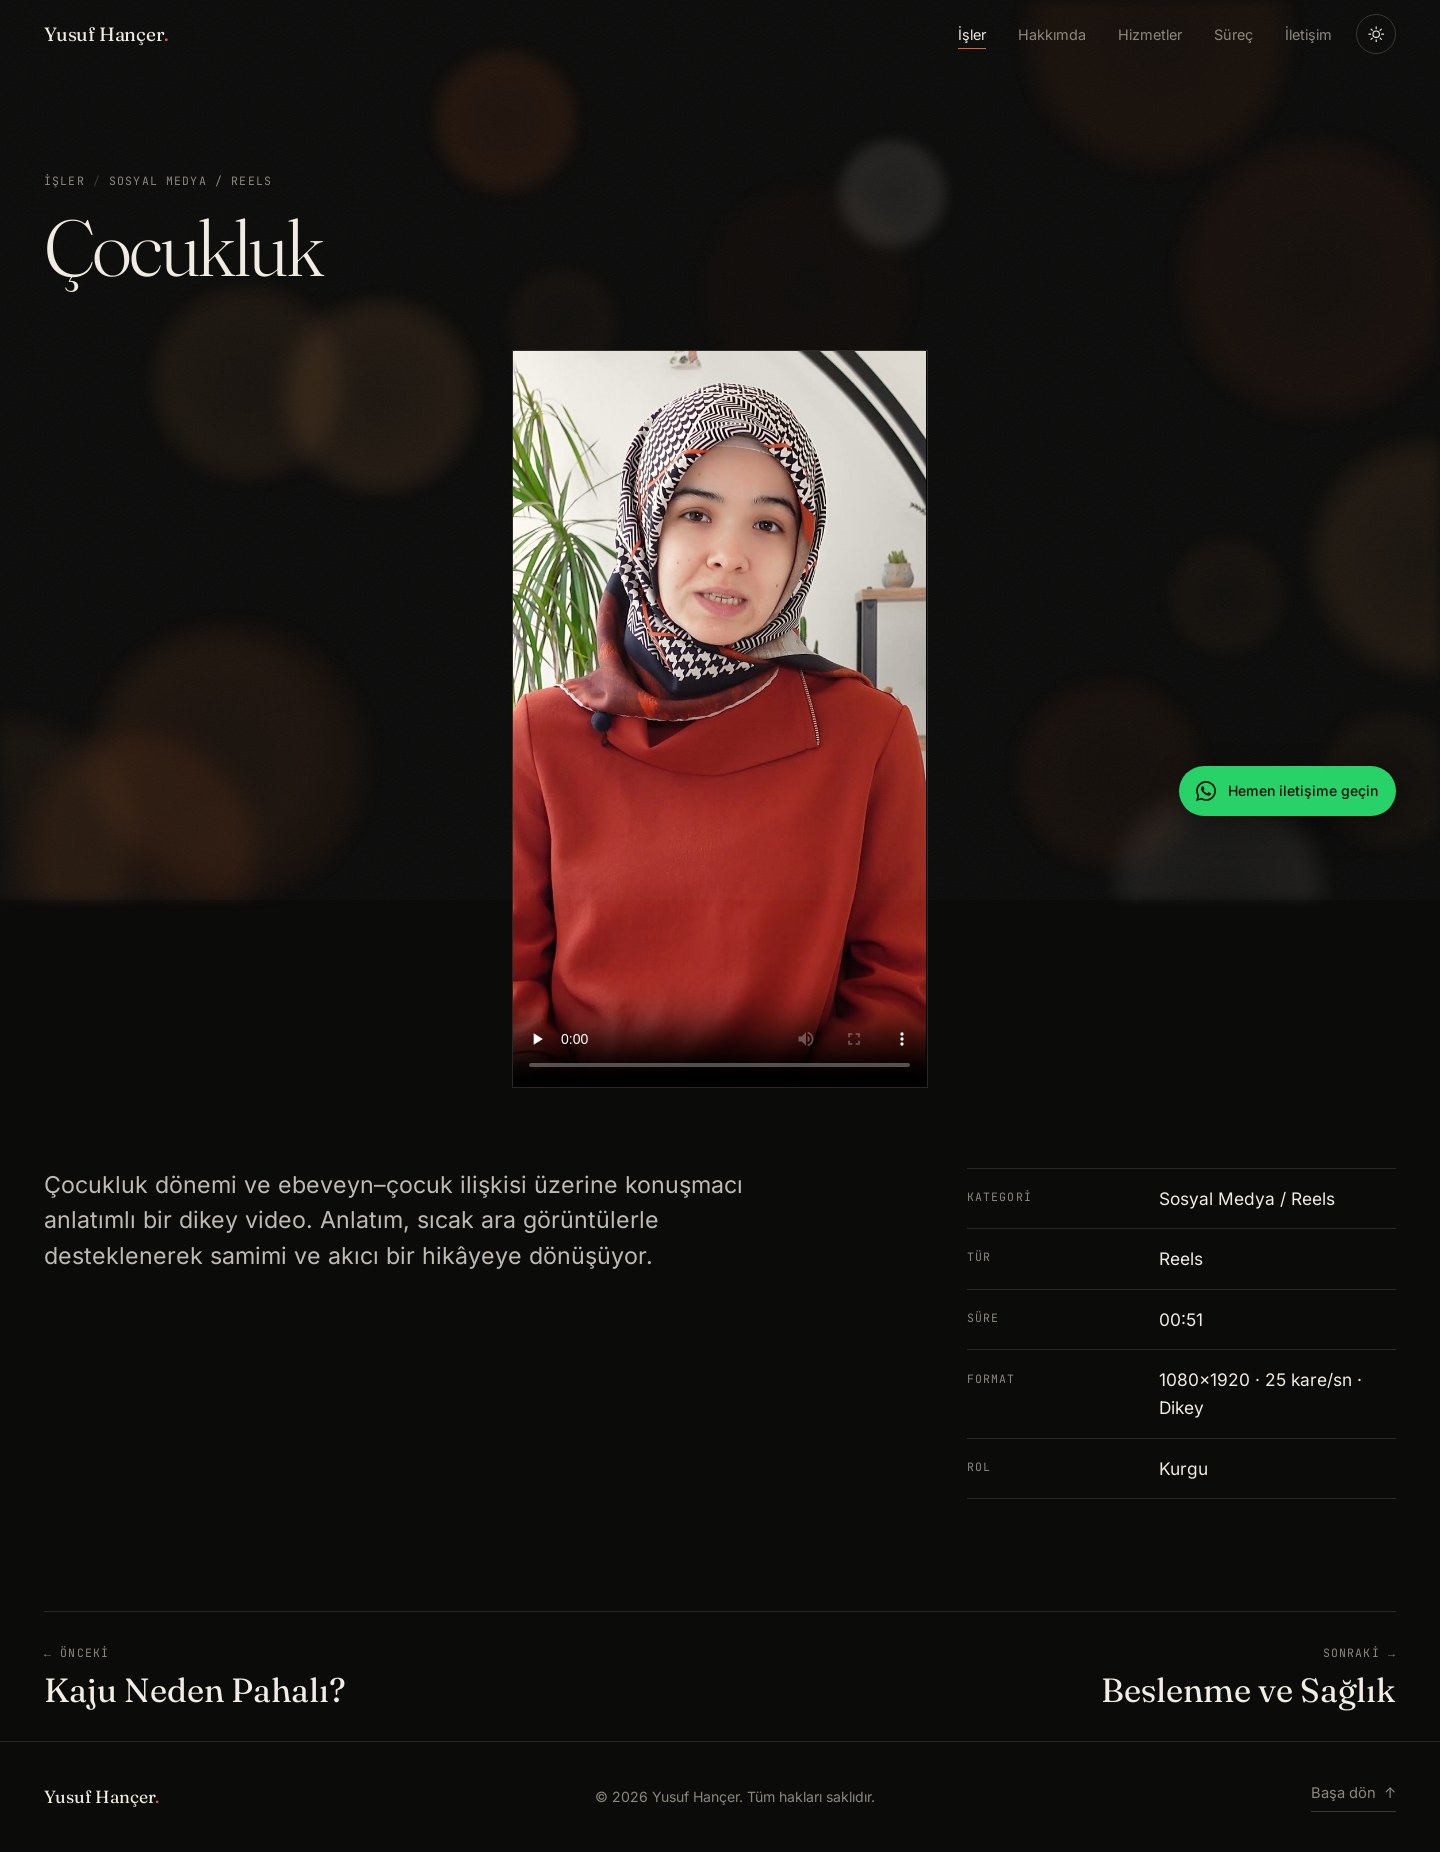 Yusuf Hançer.
İşler
Hakkımda
Hizmetler
Süreç
İletişim
İŞLER / SOSYAL MEDYA / REELS
Çocukluk
Hemen iletişime geçin
0:00
Çocukluk dönemi ve ebeveyn–çocuk ilişkisi üzerine konuşmacı
anlatımlı bir dikey video. Anlatım, sıcak ara görüntülerle
desteklenerek samimi ve akıcı bir hikâyeye dönüşüyor.
KATEGORİ
Sosyal Medya / Reels
TÜR
Reels
SÜRE
00:51
FORMAT
1080×1920 · 25 kare/sn ·
Dikey
ROL
Kurgu
← ÖNCEKİ
Kaju Neden Pahalı?
SONRAKİ →
Beslenme ve Sağlık
Yusuf Hançer.
© 2026 Yusuf Hançer. Tüm hakları saklıdır.
Başa dön ↑